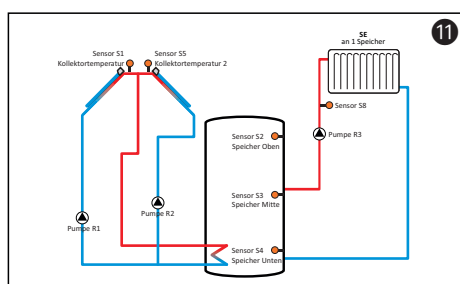 SE
an 1 Speicher
11
Sensor S1
Kollektortemperatur
Sensor S5
Kollektortemperatur 2
Sensor S8
Pumpe R3
Sensor S2
Speicher Oben
Sensor S3
Speicher Mitte
Pumpe R1
Pumpe R2
Sensor S4
Speicher Unten